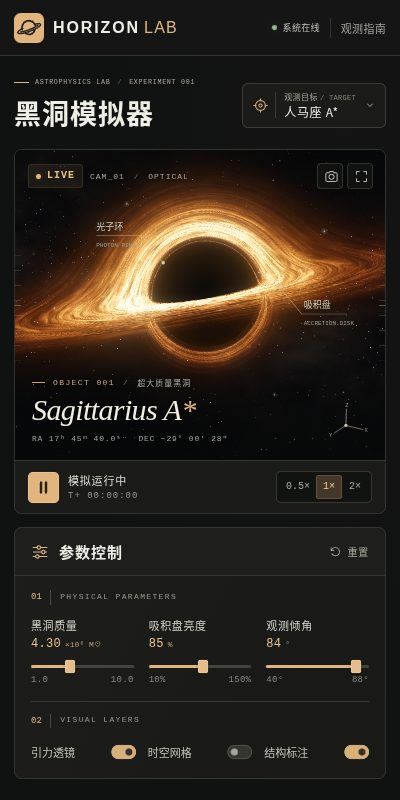 HORIZON LAB
系统在线
观测指南
ASTROPHYSICS LAB / EXPERIMENT 001
黑洞模拟器
观测目标 / TARGET
人马座 A*
LIVE
CAM_01 / OPTICAL
光子环
PHOTON RING
吸积盘
ACCRETION DISK
OBJECT 001 / 超大质量黑洞
Sagittarius A*
RA 17ʰ 45ᵐ 40.0ˢ DEC −29° 00′ 28″
Z
Y
X
模拟运行中
T+ 00:00:00
0.5× 1× 2×
参数控制
重置
01 PHYSICAL PARAMETERS
黑洞质量
4.30 ×10⁶ M☉
1.0 10.0
吸积盘亮度
85 %
10% 150%
观测倾角
84 °
40° 88°
02 VISUAL LAYERS
引力透镜
时空网格
结构标注